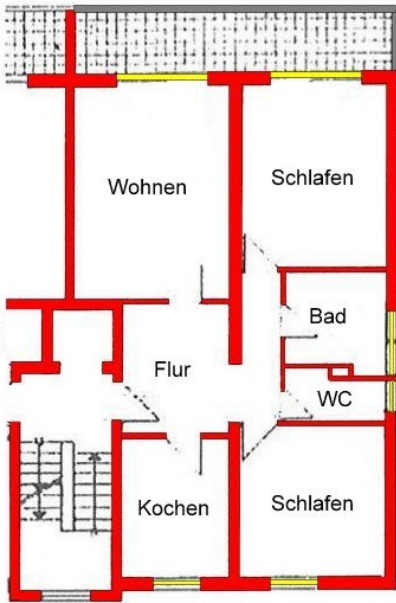 Wohnen
Schlafen
Bad
Flur
WC
Kochen
Schlafen